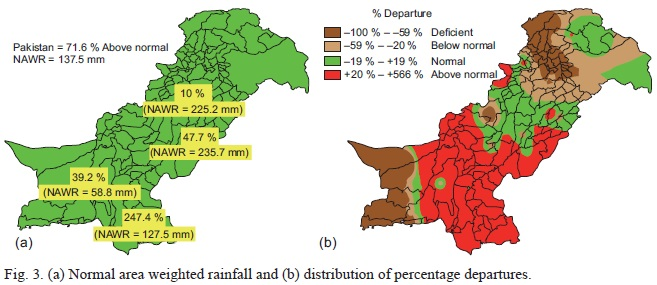 Pakistan = 71.6 % Above normal
NAWR = 137.5 mm
10 %
(NAWR = 225.2 mm)
47.7 %
(NAWR = 235.7 mm)
39.2 %
(NAWR = 58.8 mm)
247.4 %
(NAWR = 127.5 mm)
(a)
% Departure
–100 % – –59 % Deficient
–59 % – –20 % Below normal
–19 % – +19 % Normal
+20 % – +566 % Above normal
(b)
Fig. 3. (a) Normal area weighted rainfall and (b) distribution of percentage departures.